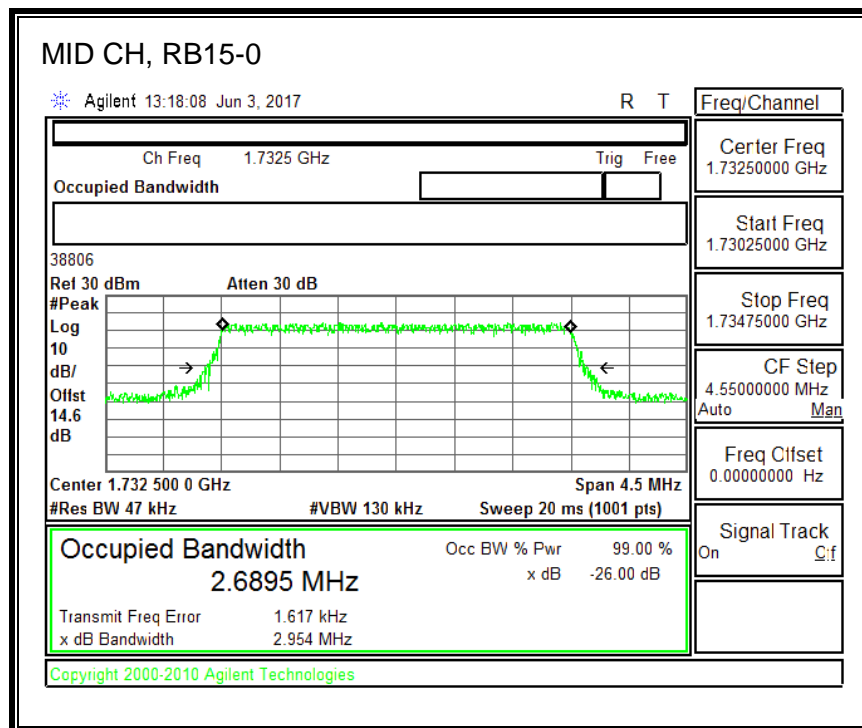 MID CH, RB15-0
Agilent 13:18:08 Jun 3, 2017 R T
Freq/Channel
Ch Freq 1.7325 GHz Trig Free
Occupied Bandwidth
Center Freq
1.73250000 GHz
Start Freq
1.73025000 GHz
Stop Freq
1.73475000 GHz
CF Step
4.55000000 MHz
Auto Man
Freq Offset
0.00000000 Hz
Signal Track
On Off
38806
Ref 30 dBm Atten 30 dB
#Peak
Log
10
dB/
Offst
14.6
dB
Center 1.732 500 0 GHz Span 4.5 MHz
#Res BW 47 kHz #VBW 130 kHz Sweep 20 ms (1001 pts)
Occupied Bandwidth
2.6895 MHz
Occ BW % Pwr 99.00 %
x dB -26.00 dB
Transmit Freq Error 1.617 kHz
x dB Bandwidth 2.954 MHz
Copyright 2000-2010 Agilent Technologies